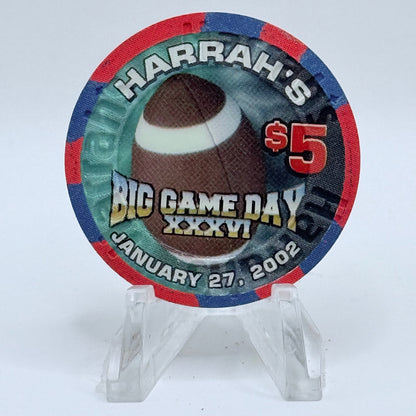 HARRAH'S
$5
BIG GAME DAY
XXXVI
JANUARY 27, 2002